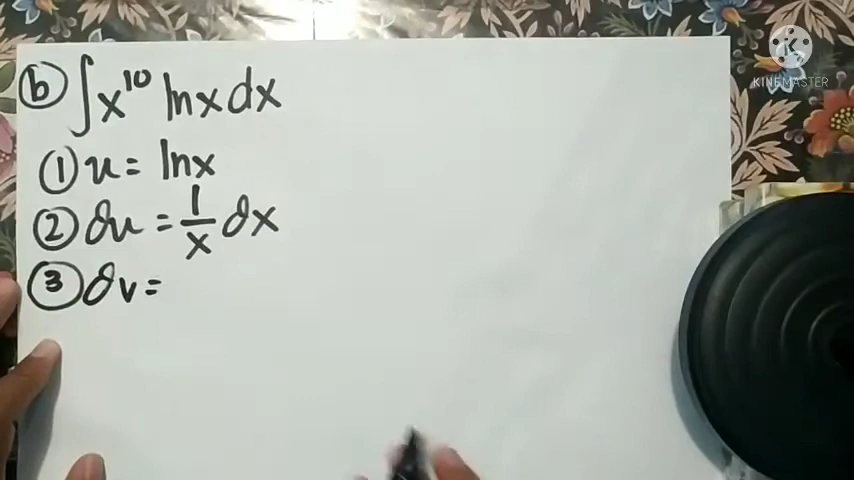 ⓑ ∫x¹⁰ lnx dx
① u = lnx
② du = 1/x dx
③ dv =
KINEMASTER